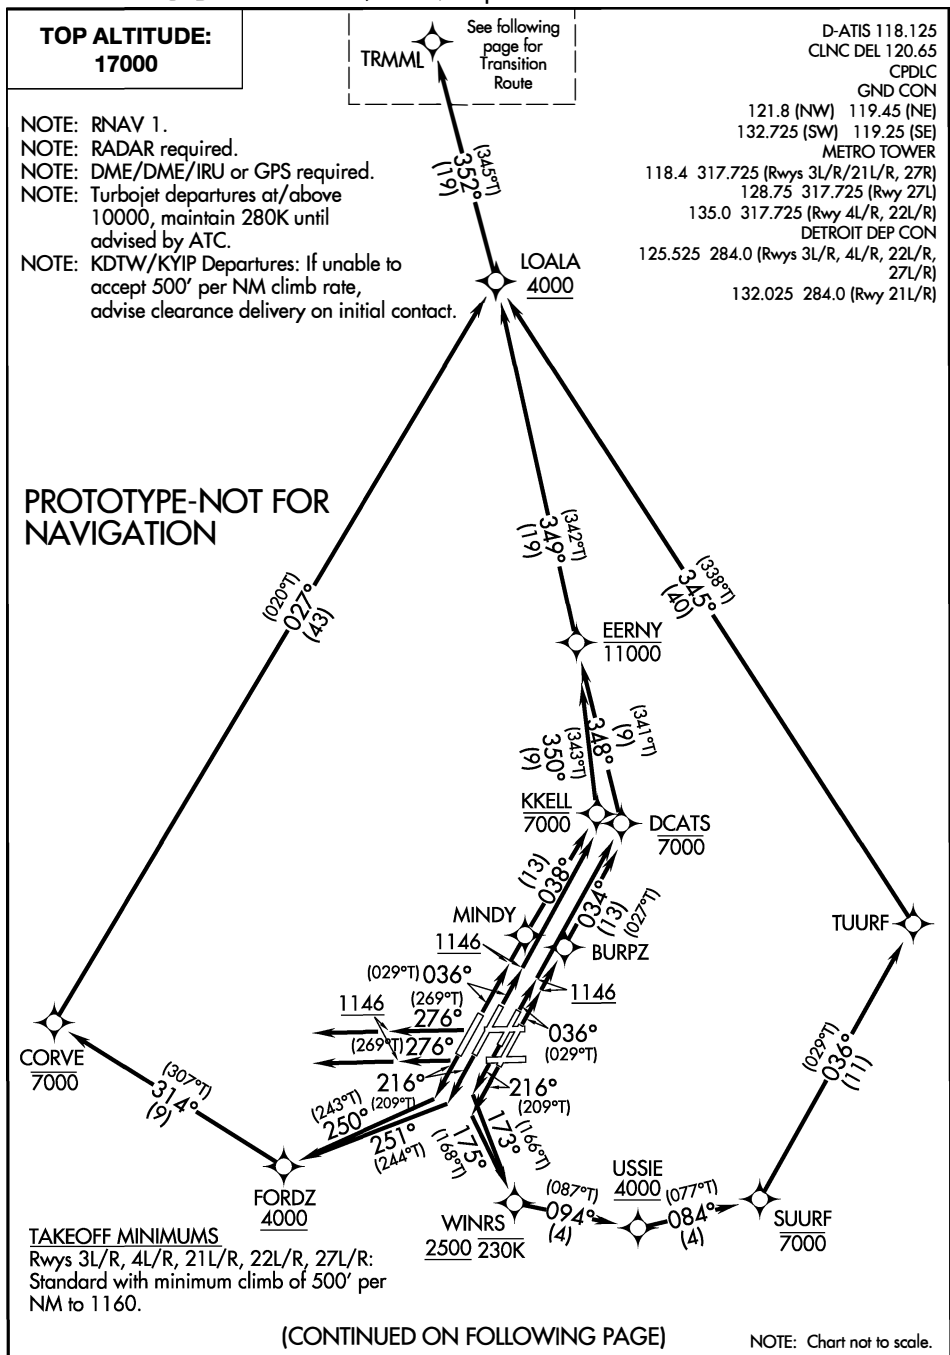 TOP ALTITUDE:
17000
TRMML
See following
page for
Transition
Route
D-ATIS 118.125
CLNC DEL 120.65
CPDLC
GND CON
121.8 (NW) 119.45 (NE)
132.725 (SW) 119.25 (SE)
METRO TOWER
118.4 317.725 (Rwys 3L/R/21L/R, 27R)
128.75 317.725 (Rwy 27L)
135.0 317.725 (Rwy 4L/R, 22L/R)
DETROIT DEP CON
125.525 284.0 (Rwys 3L/R, 4L/R, 22L/R,
27L/R)
132.025 284.0 (Rwy 21L/R)
NOTE: RNAV 1.
NOTE: RADAR required.
NOTE: DME/DME/IRU or GPS required.
NOTE: Turbojet departures at/above
10000, maintain 280K until
advised by ATC.
NOTE: KDTW/KYIP Departures: If unable to
accept 500' per NM climb rate,
advise clearance delivery on initial contact.
(345°T)
352°
(19)
LOALA
4000
PROTOTYPE-NOT FOR
NAVIGATION
(020°T)
027°
(43)
(342°T)
349°
(19)
(338°T)
345°
(40)
EERNY
11000
(341°T)
348°
(9)
(343°T)
350°
(9)
KKELL
7000
DCATS
7000
(13)
038°
034°
(13)
(027°T)
MINDY
1146
BURPZ
1146
TUURF
(029°T) 036°
(269°T)
276°
1146
(269°T) 276°
036°
(029°T)
216°
(209°T)
216°
(209°T)
CORVE
7000
(307°T)
314°
(9)
(243°T)
250°
251°
(244°T)
FORDZ
4000
175°
(168°T)
173°
(166°T)
WINRS
2500 230K
(087°T)
094°
(4)
USSIE
4000
(077°T)
084°
(4)
SUURF
7000
(029°T)
036°
(11)
TAKEOFF MINIMUMS
Rwys 3L/R, 4L/R, 21L/R, 22L/R, 27L/R:
Standard with minimum climb of 500' per
NM to 1160.
(CONTINUED ON FOLLOWING PAGE)
NOTE: Chart not to scale.